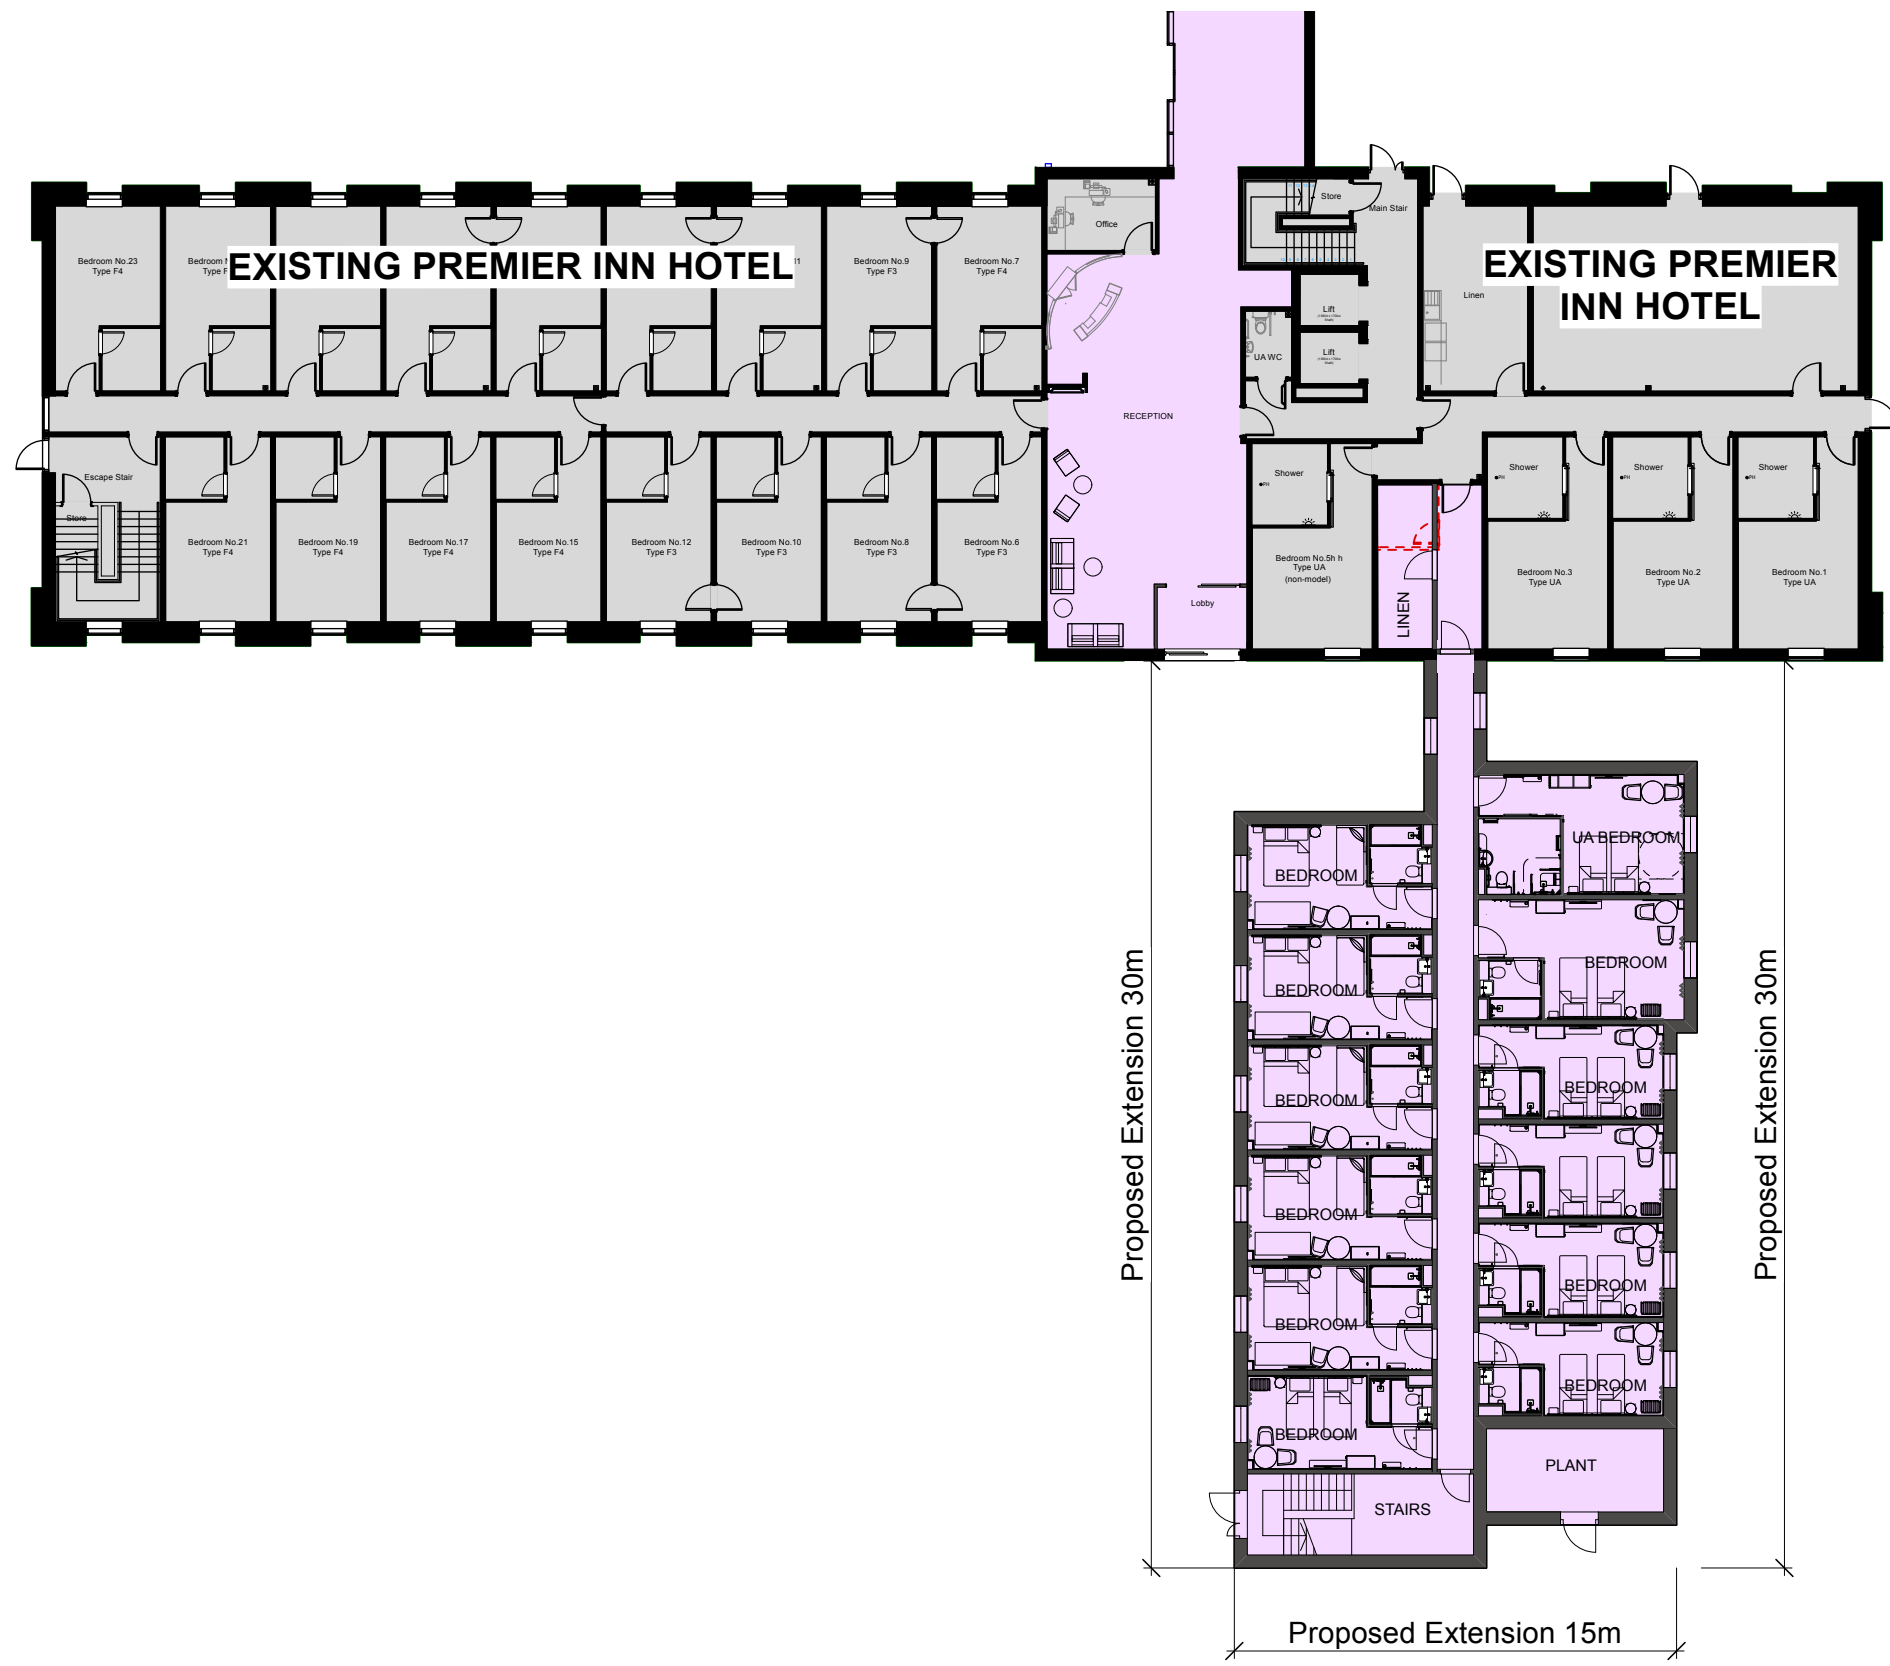 Bedroom No.23
Type F4
EXISTING PREMIER INN HOTEL
Bedroom No.9
Type F3
Bedroom No.7
Type F4
Office
Store
Main Stair
Lift
Lift
UA WC
Linen
EXISTING PREMIER
INN HOTEL
RECEPTION
Escape Stair
Store
Bedroom No.21
Type F4
Bedroom No.19
Type F4
Bedroom No.17
Type F4
Bedroom No.15
Type F4
Bedroom No.12
Type F3
Bedroom No.10
Type F3
Bedroom No.8
Type F3
Bedroom No.6
Type F3
Lobby
Shower
PH
Bedroom No.5h h
Type UA
(non-model)
LINEN
Shower
PH
Bedroom No.3
Type UA
Shower
PH
Bedroom No.2
Type UA
Shower
PH
Bedroom No.1
Type UA
UA BEDROOM
BEDROOM
BEDROOM
BEDROOM
BEDROOM
BEDROOM
BEDROOM
BEDROOM
BEDROOM
BEDROOM
BEDROOM
PLANT
STAIRS
Proposed Extension 30m
Proposed Extension 30m
Proposed Extension 15m